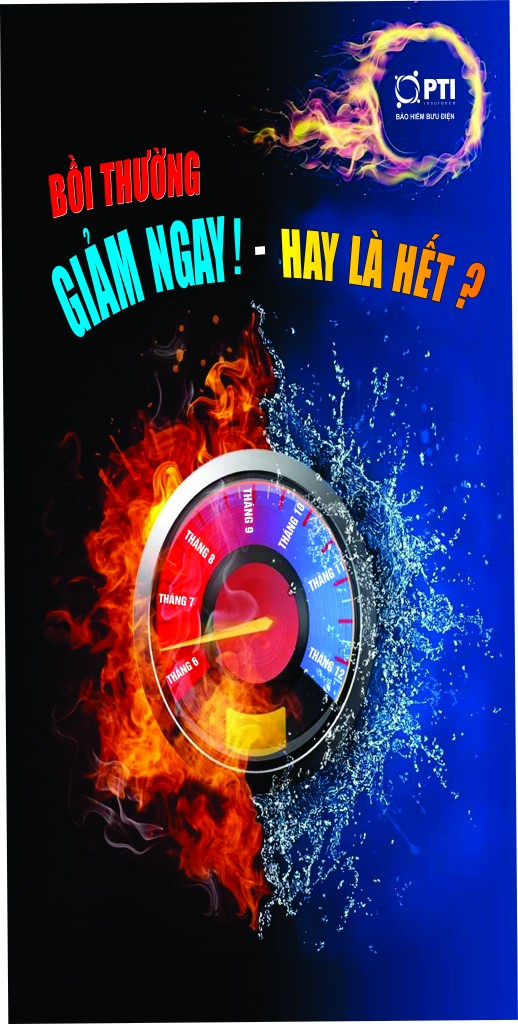 PTI
INSURANCE
BẢO HIỂM BƯU ĐIỆN
BỒI THƯỜNG
GIẢM NGAY! - HAY LÀ HẾT ?
THÁNG 6
THÁNG 7
THÁNG 8
THÁNG 9
THÁNG 10
THÁNG 11
THÁNG 12